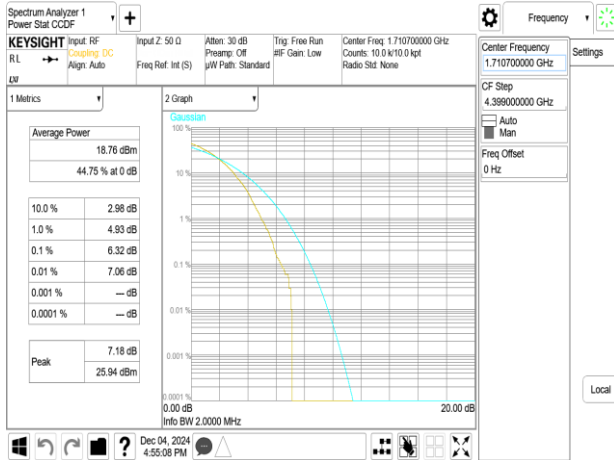 Spectrum Analyzer 1
Power Stat CCDF
+
Frequency
KEYSIGHT
RL
Input: RF
Coupling: DC
Align: Auto
Input Z: 50 Ω
Freq Ref: Int (S)
Atten: 30 dB
Preamp: Off
µW Path: Standard
Trig: Free Run
#IF Gain: Low
Center Freq: 1.710700000 GHz
Counts: 10.0 k/10.0 kpt
Radio Std: None
Center Frequency
1.710700000 GHz
Settings
CF Step
4.399000000 GHz
Auto
Man
Freq Offset
0 Hz
Local
1 Metrics
Average Power
18.76 dBm
44.75 % at 0 dB
10.0 % 2.98 dB
1.0 % 4.93 dB
0.1 % 6.32 dB
0.01 % 7.06 dB
0.001 % --- dB
0.0001 % --- dB
Peak
7.18 dB
25.94 dBm
2 Graph
Gaussian
100 %
10 %
1 %
0.1 %
0.01 %
0.001 %
0.0001 %
0.00 dB 20.00 dB
Info BW 2.0000 MHz
?
Dec 04, 2024
4:55:08 PM